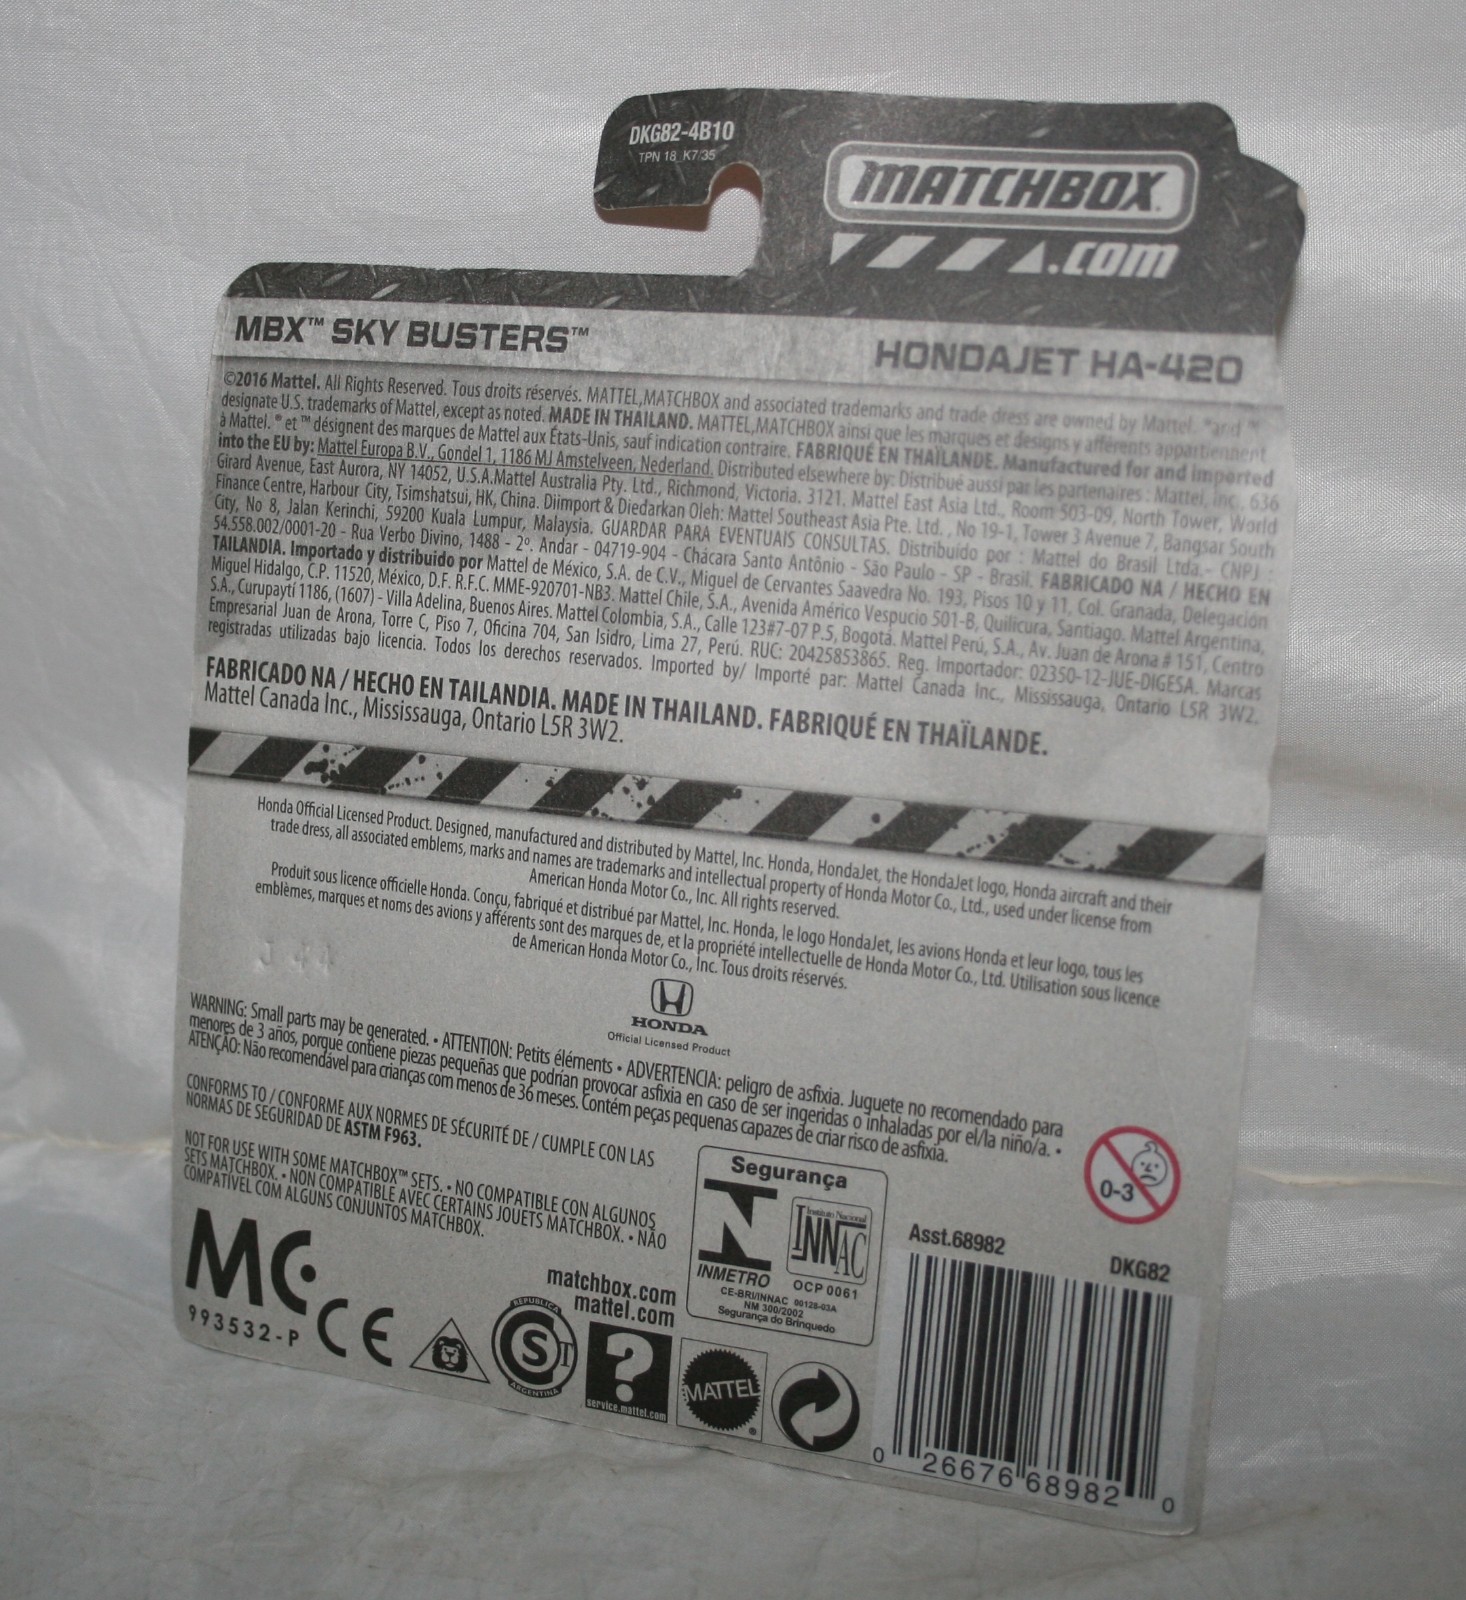 DKG82-4B10
TPN 18 K7/35
MATCHBOX
.com
MBX™ SKY BUSTERS™
HONDAJET HA-420
©2016 Mattel. All Rights Reserved. Tous droits réservés. MATTEL,MATCHBOX and associated trademarks and trade dress are owned by Mattel. ® and ™
designate U.S. trademarks of Mattel, except as noted. MADE IN THAILAND. MATTEL,MATCHBOX ainsi que les marques et designs y afférents appartiennent
à Mattel. ® et ™ désignent des marques de Mattel aux États-Unis, sauf indication contraire. FABRIQUÉ EN THAÏLANDE. Manufactured for and imported
into the EU by: Mattel Europa B.V., Gondel 1, 1186 MJ Amstelveen, Nederland. Distributed elsewhere by: Distribué aussi par les partenaires : Mattel, Inc. 636
Girard Avenue, East Aurora, NY 14052, U.S.A.Mattel Australia Pty. Ltd., Richmond, Victoria. 3121. Mattel East Asia Ltd., Room 503-09, North Tower, World
Finance Centre, Harbour City, Tsimshatsui, HK, China. Diimport & Diedarkan Oleh: Mattel Southeast Asia Pte. Ltd., No 19-1, Tower 3 Avenue 7, Bangsar South
City, No 8, Jalan Kerinchi, 59200 Kuala Lumpur, Malaysia. GUARDAR PARA EVENTUAIS CONSULTAS. Distribuído por : Mattel do Brasil Ltda.- CNPJ :
54.558.002/0001-20 - Rua Verbo Divino, 1488 - 2º. Andar - 04719-904 - Chácara Santo Antônio - São Paulo - SP - Brasil. FABRICADO NA / HECHO EN
TAILANDIA. Importado y distribuido por Mattel de México, S.A. de C.V., Miguel de Cervantes Saavedra No. 193, Pisos 10 y 11, Col. Granada, Delegación
Miguel Hidalgo, C.P. 11520, México, D.F. R.F.C. MME-920701-NB3. Mattel Chile, S.A., Avenida Américo Vespucio 501-B, Quilicura, Santiago. Mattel Argentina,
S.A., Curupaytí 1186, (1607) - Villa Adelina, Buenos Aires. Mattel Colombia, S.A., Calle 123#7-07 P.5, Bogotá. Mattel Perú, S.A., Av. Juan de Arona # 151, Centro
Empresarial Juan de Arona, Torre C, Piso 7, Oficina 704, San Isidro, Lima 27, Perú. RUC: 20425853865. Reg. Importador: 02350-12-JUE-DIGESA. Marcas
registradas utilizadas bajo licencia. Todos los derechos reservados. Imported by/ Importé par: Mattel Canada Inc., Mississauga, Ontario L5R 3W2.
FABRICADO NA / HECHO EN TAILANDIA. MADE IN THAILAND. FABRIQUÉ EN THAÏLANDE.
Mattel Canada Inc., Mississauga, Ontario L5R 3W2.
Honda Official Licensed Product. Designed, manufactured and distributed by Mattel, Inc. Honda, HondaJet, the HondaJet logo, Honda aircraft and their
trade dress, all associated emblems, marks and names are trademarks and intellectual property of Honda Motor Co., Ltd., used under license from
American Honda Motor Co., Inc. All rights reserved.
Produit sous licence officielle Honda. Conçu, fabriqué et distribué par Mattel, Inc. Honda, le logo HondaJet, les avions Honda et leur logo, tous les
emblèmes, marques et noms des avions y afférents sont des marques de, et la propriété intellectuelle de Honda Motor Co., Ltd. Utilisation sous licence
de American Honda Motor Co., Inc. Tous droits réservés.
J 44
HONDA
Official Licensed Product
WARNING: Small parts may be generated. • ATTENTION: Petits éléments • ADVERTENCIA: peligro de asfixia. Juguete no recomendado para
menores de 3 años, porque contiene piezas pequeñas que podrían provocar asfixia en caso de ser ingeridas o inhaladas por el/la niño/a. •
ATENÇÃO: Não recomendável para crianças com menos de 36 meses. Contém peças pequenas capazes de criar risco de asfixia.
CONFORMS TO / CONFORME AUX NORMES DE SÉCURITÉ DE / CUMPLE CON LAS
NORMAS DE SEGURIDAD DE ASTM F963.
NOT FOR USE WITH SOME MATCHBOX™ SETS. • NO COMPATIBLE CON ALGUNOS
SETS MATCHBOX. • NON COMPATIBLE AVEC CERTAINS JOUETS MATCHBOX. • NÃO
COMPATÍVEL COM ALGUNS CONJUNTOS MATCHBOX.
0-3
Segurança
Instituto Nacional
INNAC
INMETRO
OCP 0061
CE-BRI/INNAC 00128-03A
NM 300/2002
Segurança do Brinquedo
MC
993532-P
CE
matchbox.com
mattel.com
REPUBLICA
S
ARGENTINA
?
service.mattel.com
MATTEL
®
Asst.68982
DKG82
0 26676 68982 0